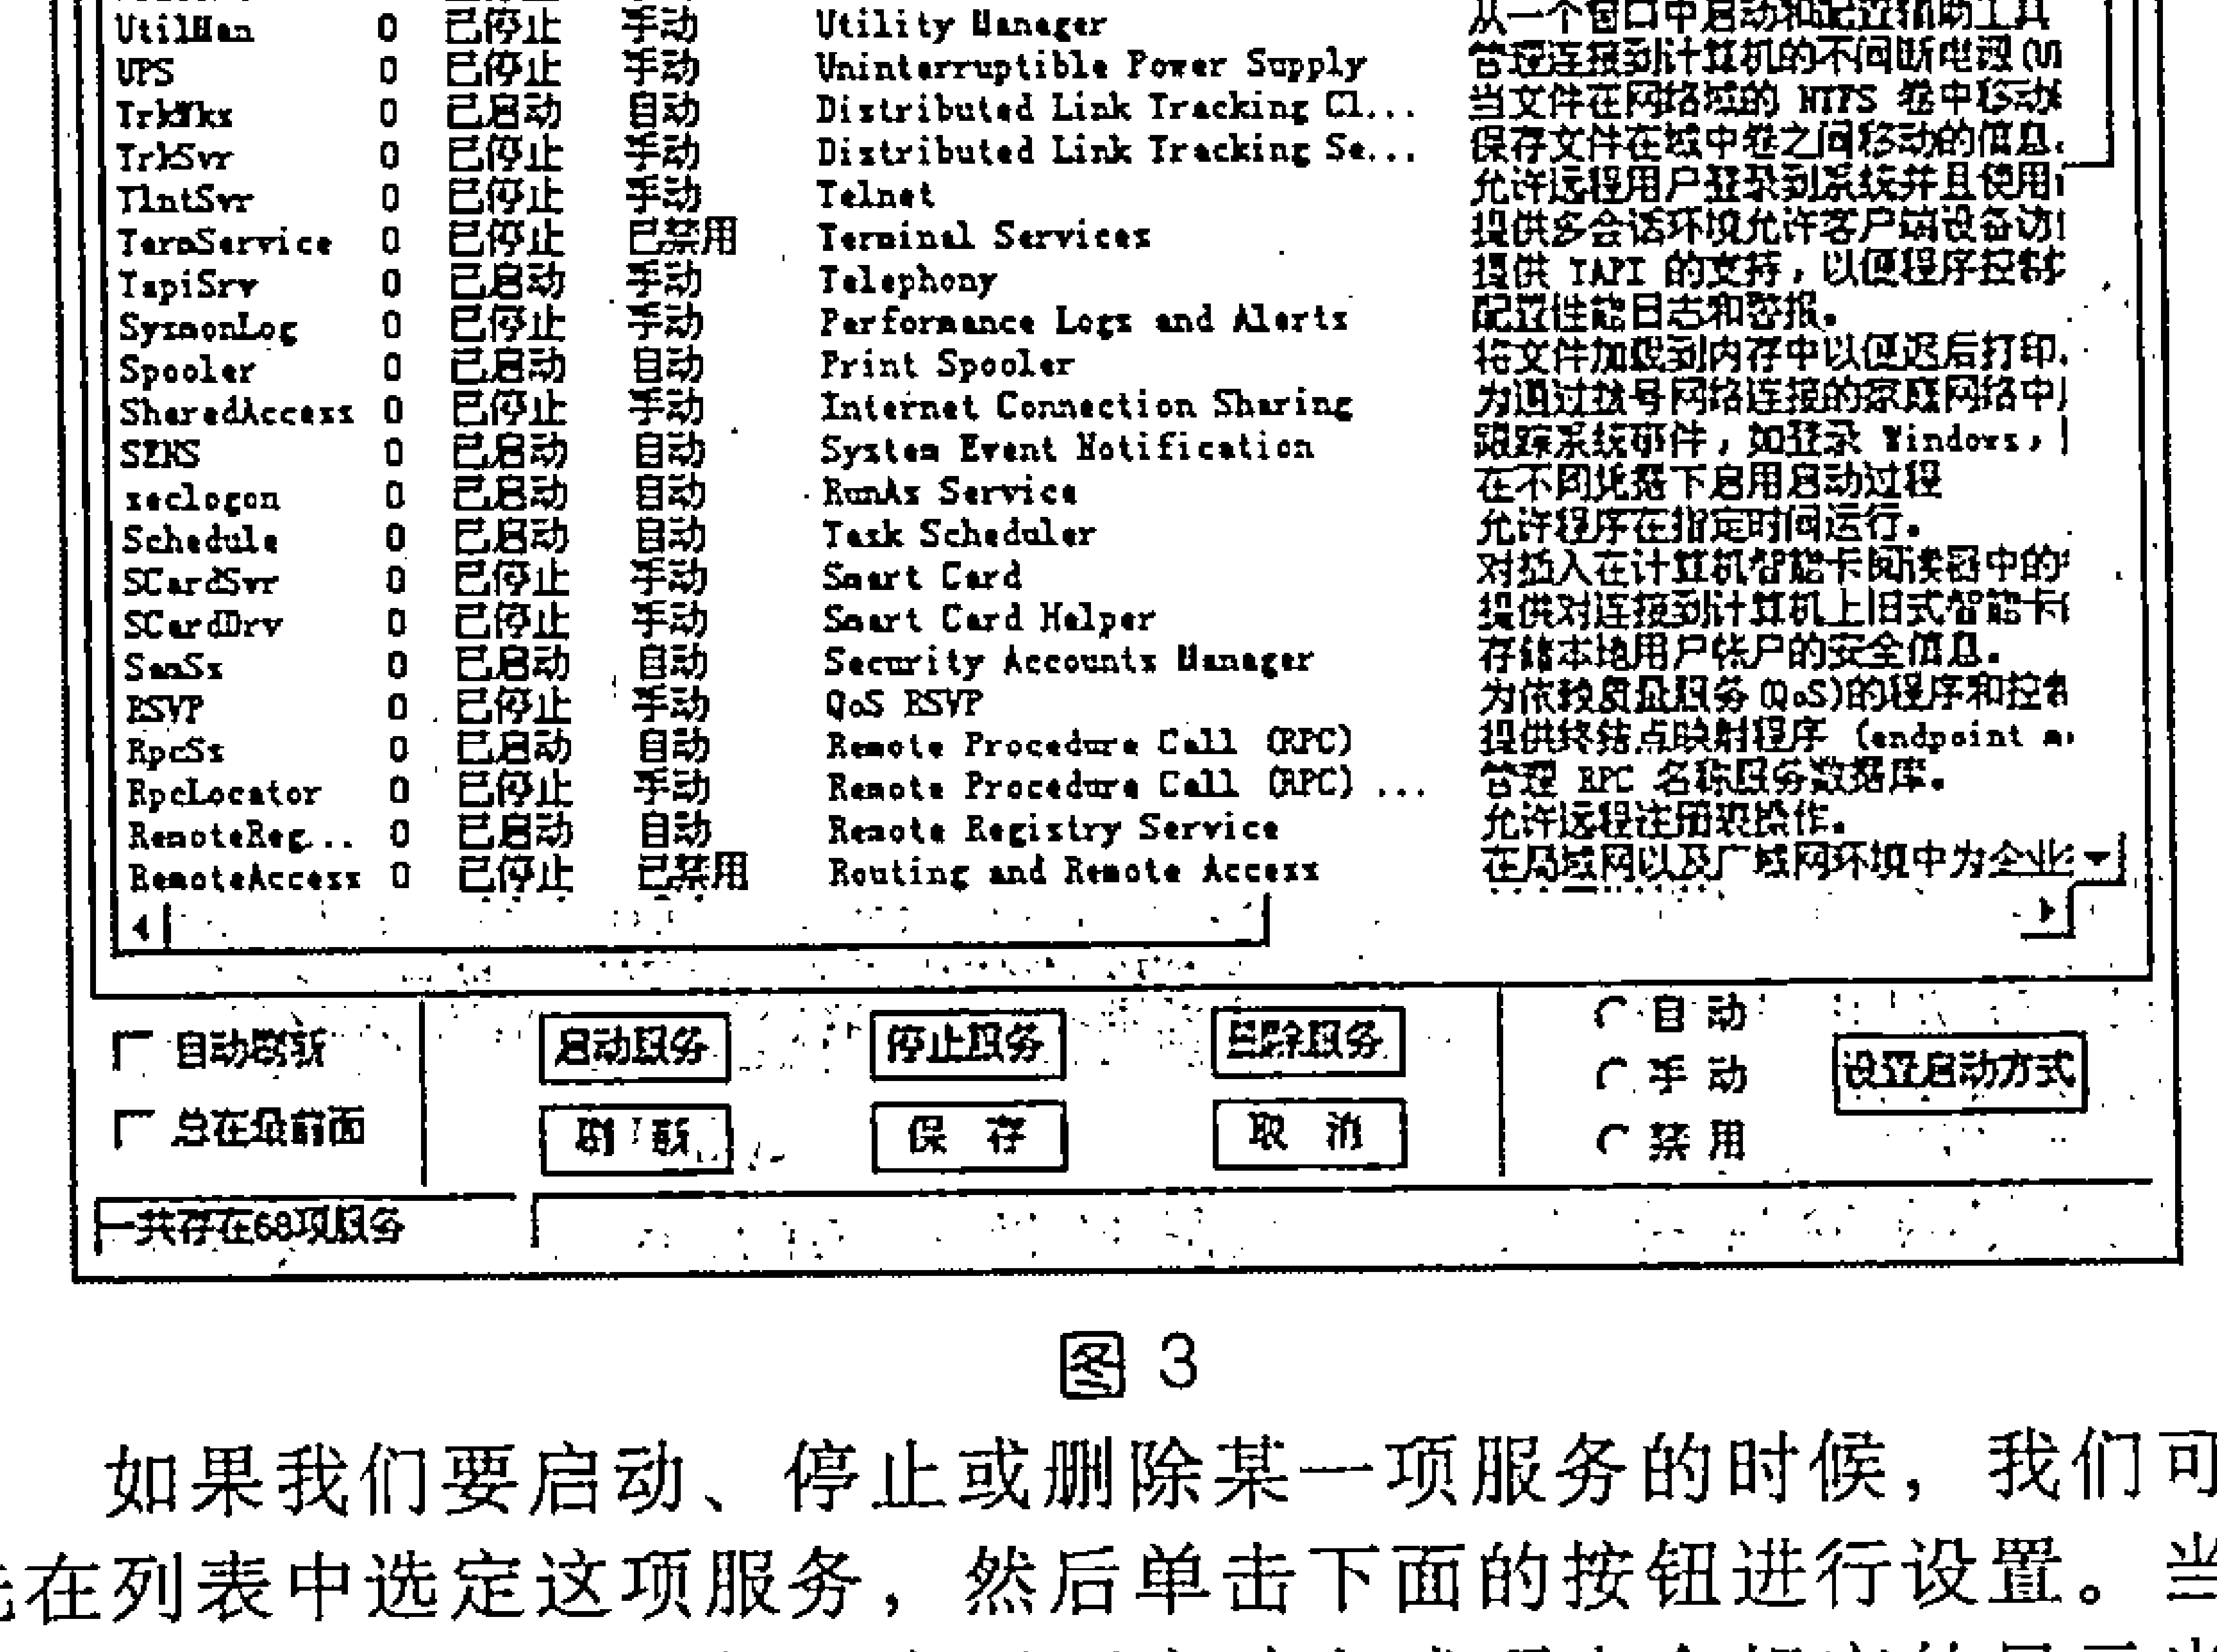 UtilMan 0 已停止 手动 Utility Manager 从一个窗口中启动和配置辅助工具
UPS 0 已停止 手动 Uninterruptible Power Supply 管理连接到计算机的不间断电源(U
TrkWks 0 已启动 自动 Distributed Link Tracking Cl... 当文件在网络域的 NTFS 卷中移动
TrkSvr 0 已停止 手动 Distributed Link Tracking Se... 保存文件在域中卷之间移动的信息。
TlntSvr 0 已停止 手动 Telnet 允许远程用户登录到系统并且使用
TermService 0 已停止 已禁用 Terminal Services 提供多会话环境允许客户端设备访
TapiSrv 0 已启动 手动 Telephony 提供 TAPI 的支持，以便程序控制
SysmonLog 0 已停止 手动 Performance Logs and Alerts 配置性能日志和警报。
Spooler 0 已启动 自动 Print Spooler 将文件加载到内存中以便迟后打印。
SharedAccess 0 已停止 手动 Internet Connection Sharing 为通过拨号网络连接的家庭网络中
SENS 0 已启动 自动 System Event Notification 跟踪系统事件，如登录 Windows，
seclogon 0 已启动 自动 RunAs Service 在不同凭据下启用启动过程
Schedule 0 已启动 自动 Task Scheduler 允许程序在指定时间运行。
SCardSvr 0 已停止 手动 Smart Card 对插入在计算机智能卡阅读器中的
SCardDrv 0 已停止 手动 Smart Card Helper 提供对连接到计算机上旧式智能卡
SamSs 0 已启动 自动 Security Accounts Manager 存储本地用户帐户的安全信息。
RSVP 0 已停止 手动 QoS RSVP 为依赖质量服务(QoS)的程序和控制
RpcSs 0 已启动 自动 Remote Procedure Call (RPC) 提供终结点映射程序 (endpoint m
RpcLocator 0 已停止 手动 Remote Procedure Call (RPC) ... 管理 RPC 名称服务数据库。
RemoteReg... 0 已启动 自动 Remote Registry Service 允许远程注册表操作。
RemoteAccess 0 已停止 已禁用 Routing and Remote Access 在局域网以及广域网环境中为企业
自动刷新 启动服务 停止服务 删除服务 自动
手动 设置启动方式
总在最前面 刷新 保存 取消 禁用
一共存在68项服务
图 3
如果我们要启动、停止或删除某一项服务的时候，我们可
在列表中选定这项服务，然后单击下面的按钮进行设置。当